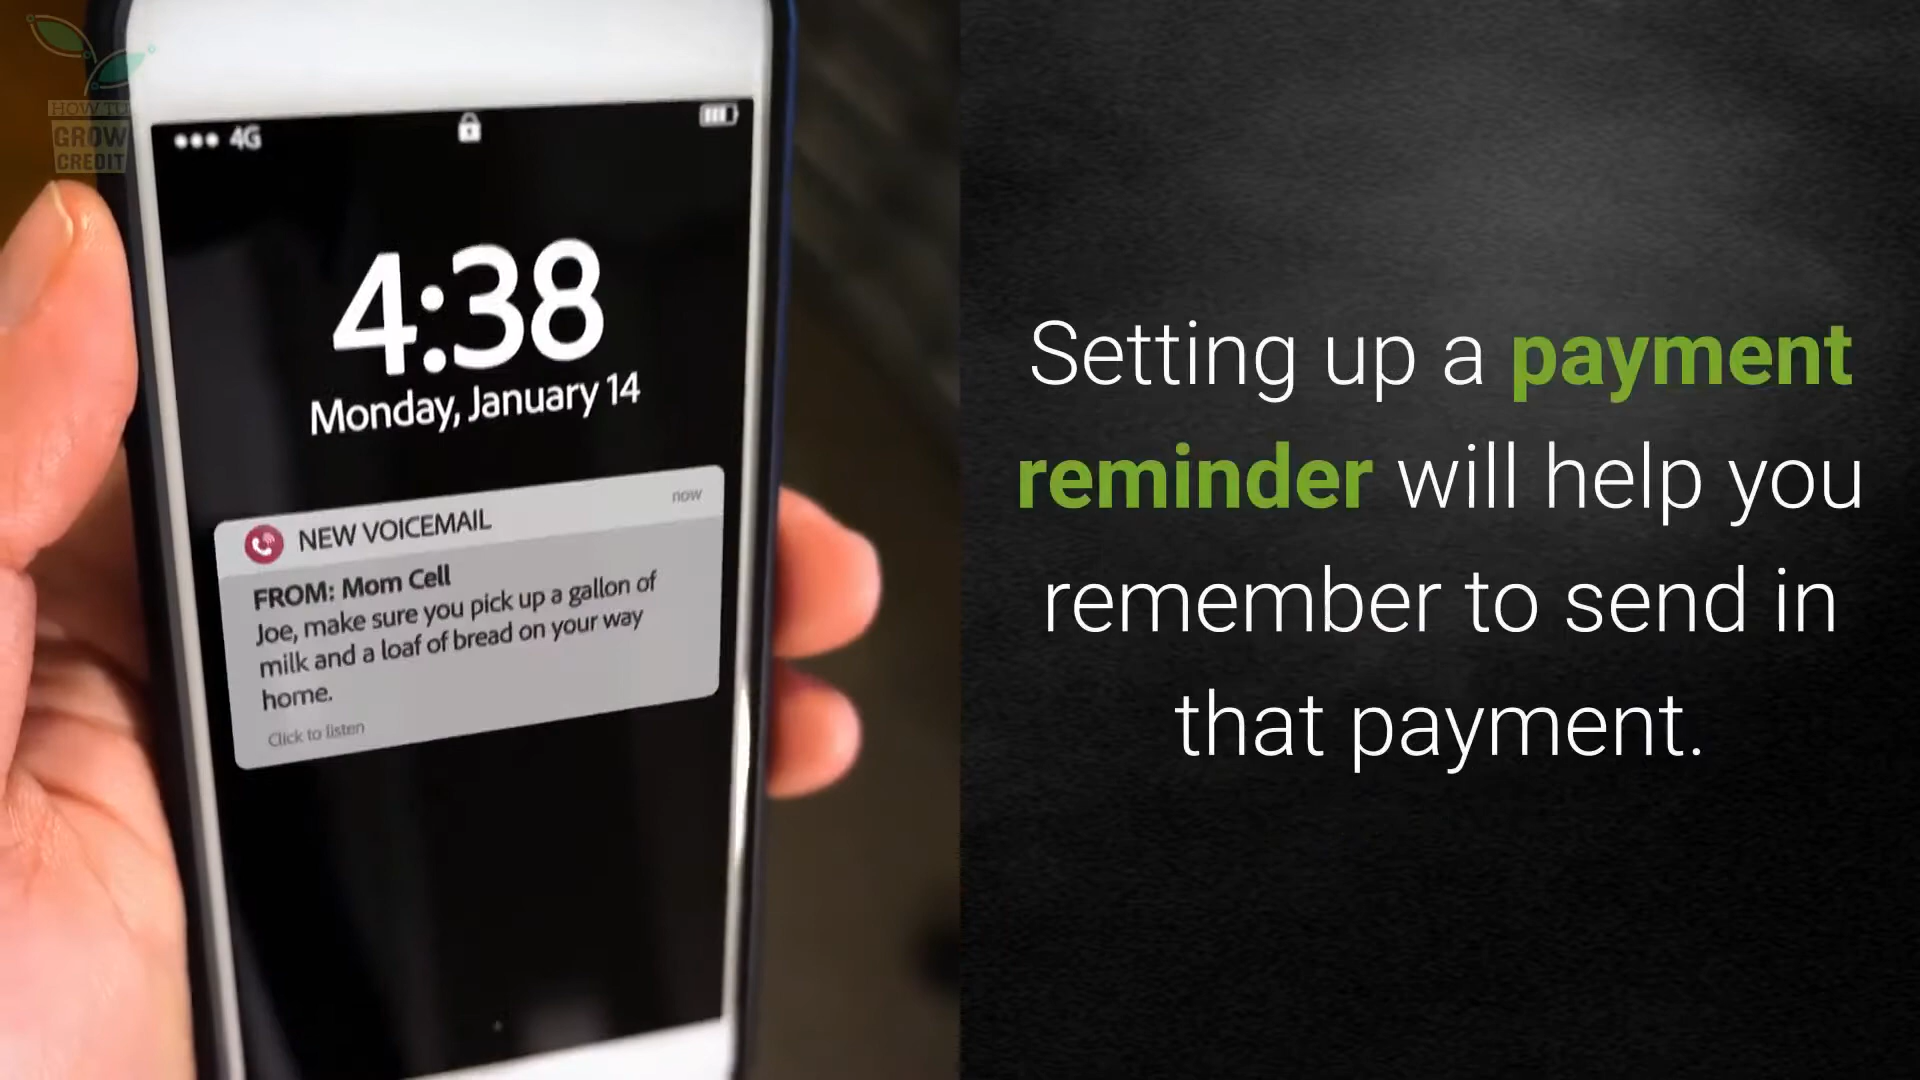 HOW TO
GROW
CREDIT
4G
4:38
Monday, January 14
now
NEW VOICEMAIL
FROM: Mom Cell
Joe, make sure you pick up a gallon of
milk and a loaf of bread on your way
home.
Click to listen
Setting up a payment
reminder will help you
remember to send in
that payment.